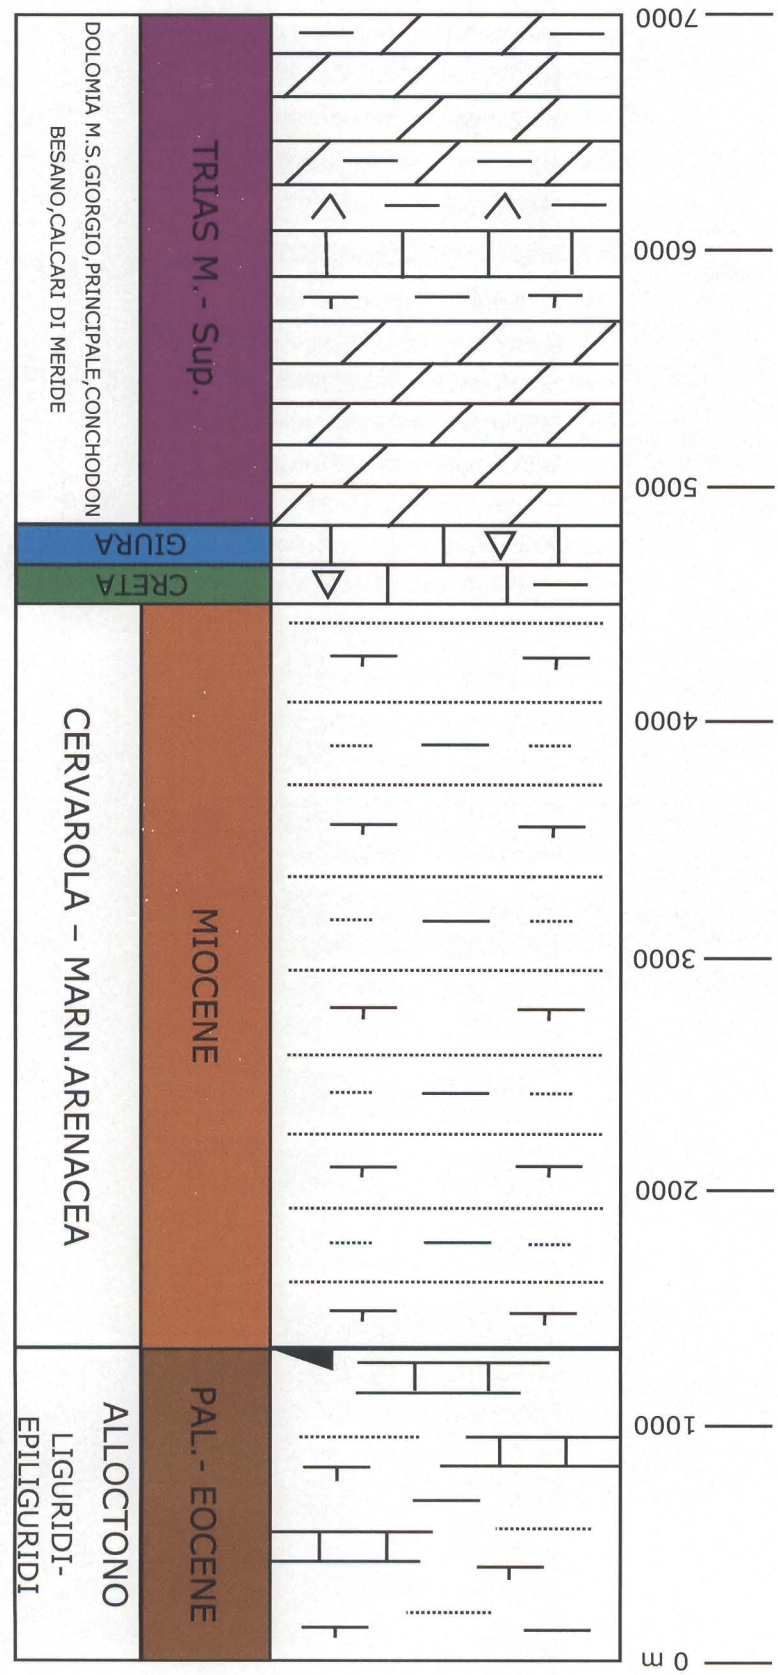 DOLOMIA M.S.GIORGIO,PRINCIPALE,CONCHODON
BESANO,CALCARI DI MERIDE
TRIAS M.- Sup.
GIURA
CRETA
CERVAROLA – MARN.ARENACEA
MIOCENE
ALLOCTONO
LIGURIDI-
EPILIGURIDI
PAL.- EOCENE
7000
6000
5000
4000
3000
2000
1000
0 m